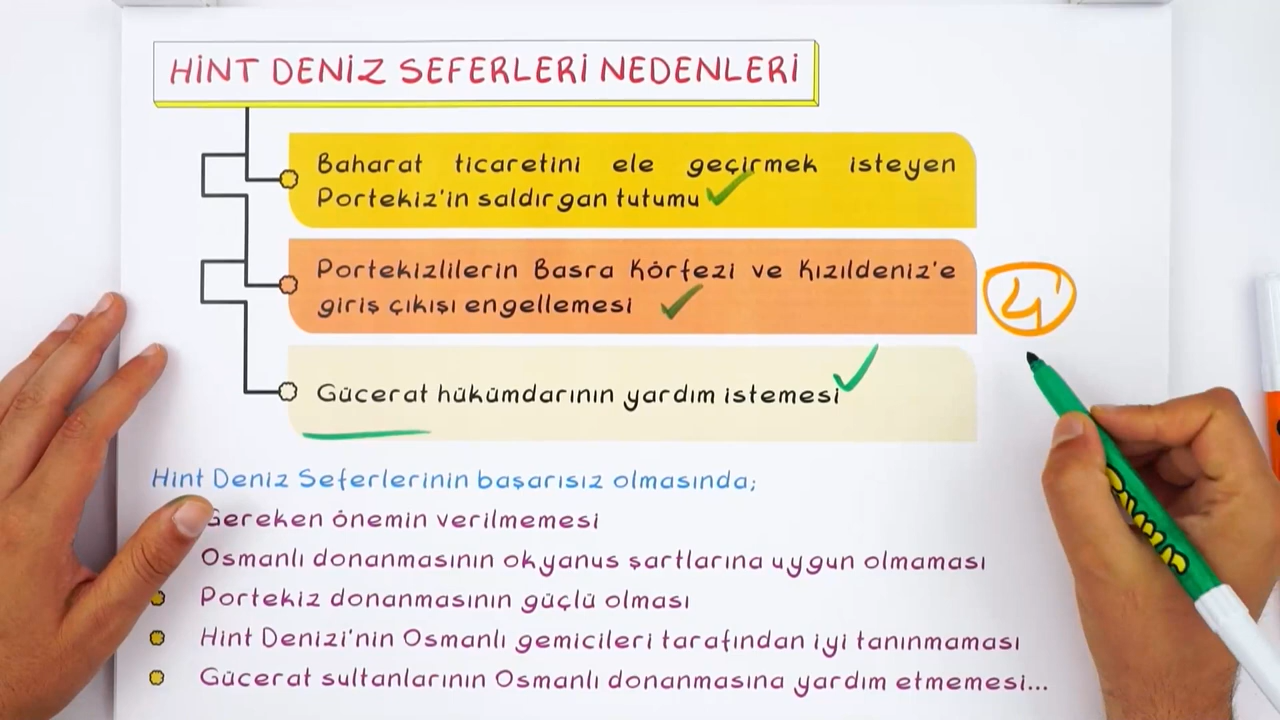 HİNT DENİZ SEFERLERİ NEDENLERİ
Baharat ticaretini ele geçirmek isteyen
Portekiz'in saldırgan tutumu
Portekizlilerin Basra Körfezi ve Kızıldeniz'e
giriş çıkışı engellemesi
4
Gücerat hükümdarının yardım istemesi
Hint Deniz Seferlerinin başarısız olmasında;
Gereken önemin verilmemesi
Osmanlı donanmasının okyanus şartlarına uygun olmaması
Portekiz donanmasının güçlü olması
Hint Denizi'nin Osmanlı gemicileri tarafından iyi tanınmaması
Gücerat sultanlarının Osmanlı donanmasına yardım etmemesi...